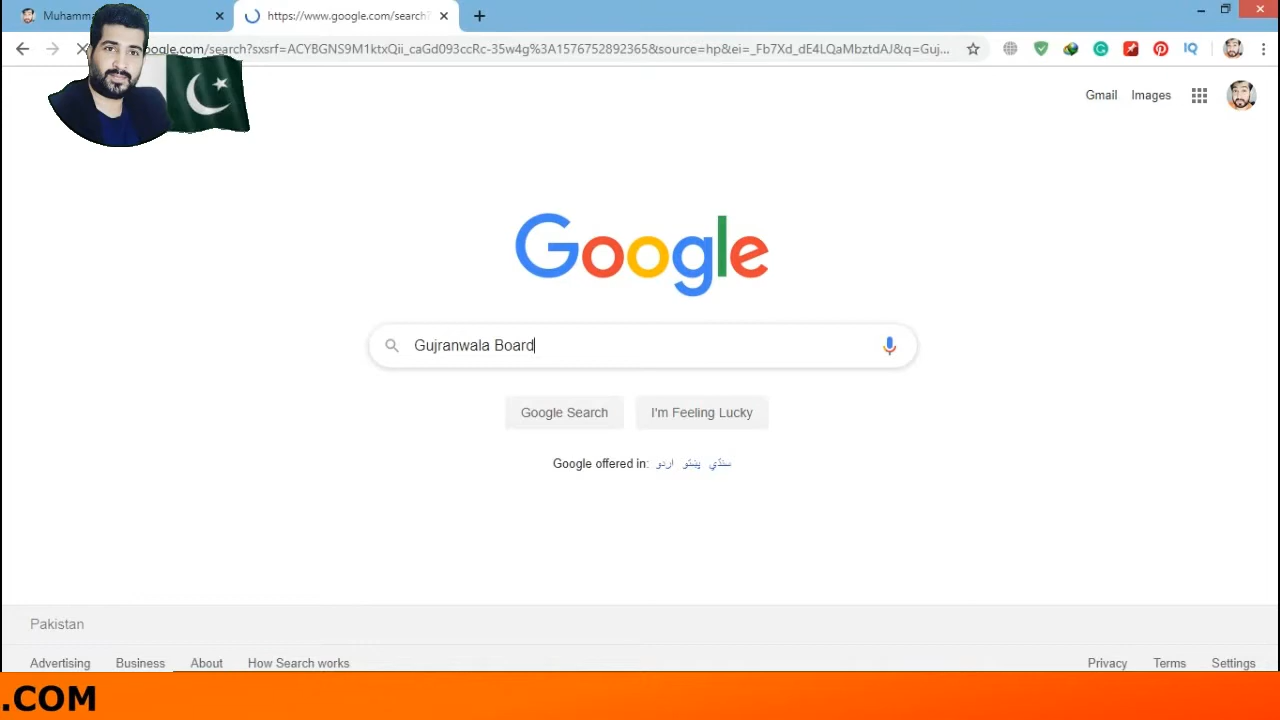 Muhamma
https://www.google.com/search?
oogle.com/search?sxsrf=ACYBGNS9M1ktxQii_caGd093ccRc-35w4g%3A1576752892365&source=hp&ei=_Fb7Xd_dE4LQaMbztdAJ&q=Guj...
Gmail Images
Google
Gujranwala Board
Google Search I'm Feeling Lucky
Google offered in: اردو پښتو سنڌي
Pakistan
Advertising Business About How Search works Privacy Terms Settings
.COM